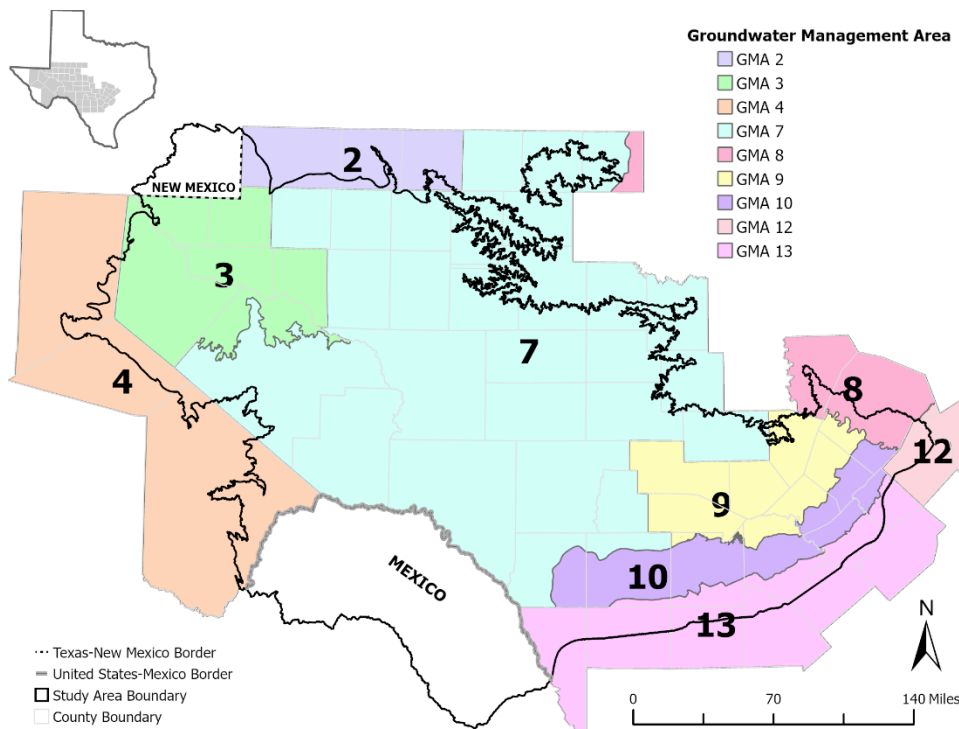 Groundwater Management Area
GMA 2
GMA 3
GMA 4
GMA 7
GMA 8
GMA 9
GMA 10
GMA 12
GMA 13
2
NEW MEXICO
3
7
4
8
12
9
10
MEXICO
13
N
Texas-New Mexico Border
United States-Mexico Border
Study Area Boundary
County Boundary
0 70 140 Miles